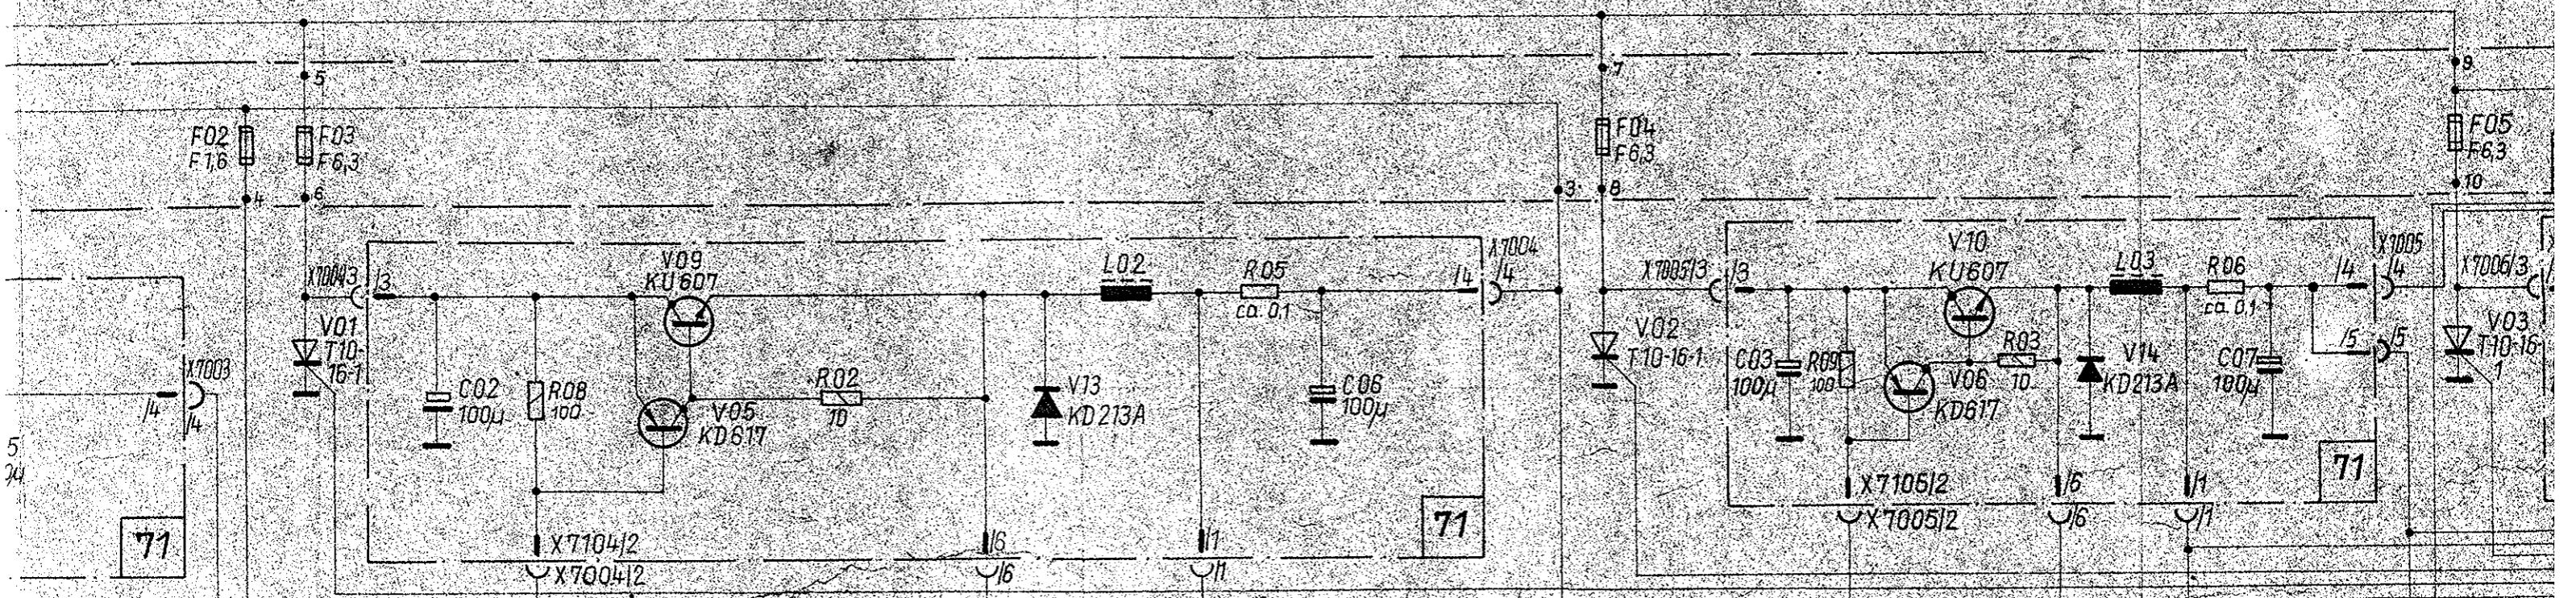 5
7
9
F02
F1,6
F03
F6,3
F04
F6,3
F05
F6,3
4
6
3
8
10
X7004/3
/3
V09
KU607
L02
R05
ca. 0,1
/4
X7004
/4
X7005/3
/3
V10
KU607
L03
R06
ca. 0,1
/4
X7005
/4
X7006/3
V01
T10-
16-1
V02
T10-16-1
V03
T10-16-
1
/5
/5
X7003
/4
/4
C02
100µ
R08
100
V05
KD617
R02
10
V13
KD213A
C06
100µ
C03
100µ
R09
100
V06
KD617
R03
10
V14
KD213A
C07
100µ
5
71
71
71
X7104/2
X7004/2
/6
/6
/1
/1
X7105/2
X7005/2
/6
/6
/1
/1